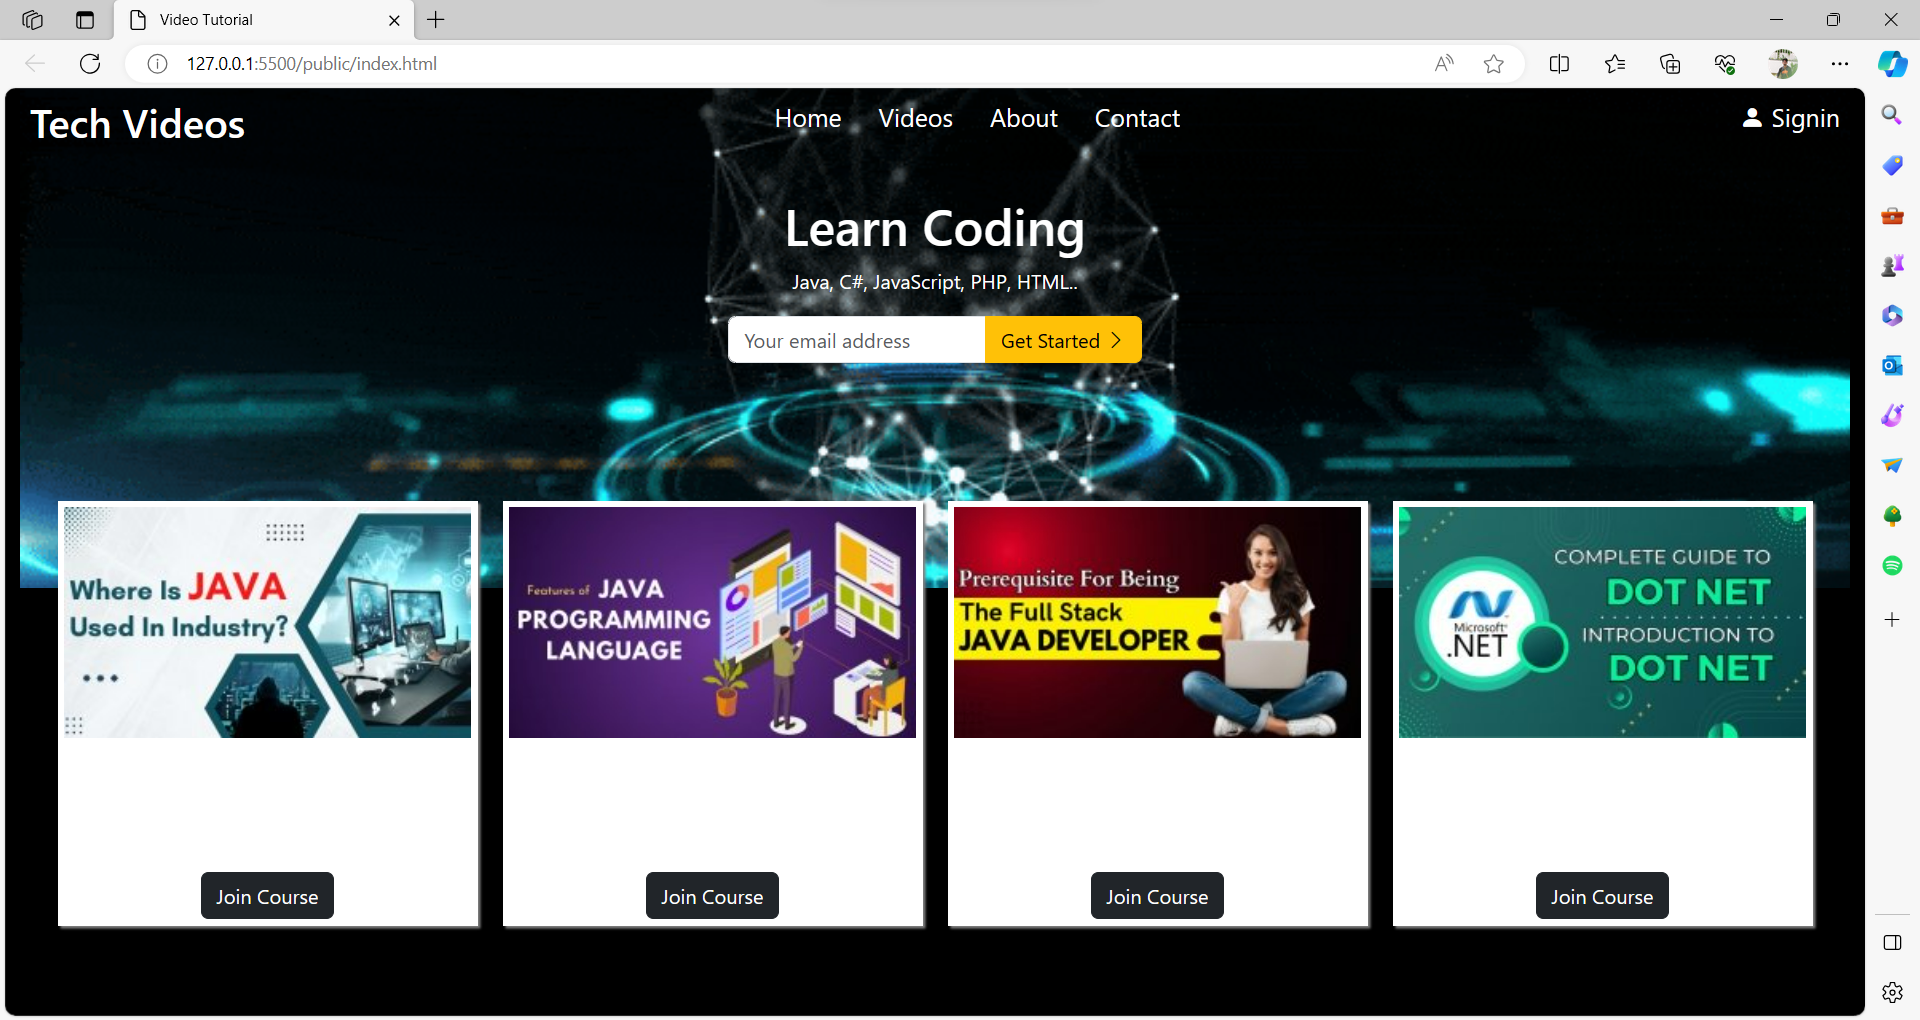 Video Tutorial
127.0.0.1:5500/public/index.html
Tech Videos
Home Videos About Contact
Signin
Learn Coding
Java, C#, JavaScript, PHP, HTML..
Your email address
Get Started
Where Is JAVA
Used In Industry?
Join Course
Features of JAVA
PROGRAMMING
LANGUAGE
Join Course
Prerequisite For Being
The Full Stack
JAVA DEVELOPER
Join Course
COMPLETE GUIDE TO
DOT NET
INTRODUCTION TO
DOT NET
Microsoft
.NET
Join Course